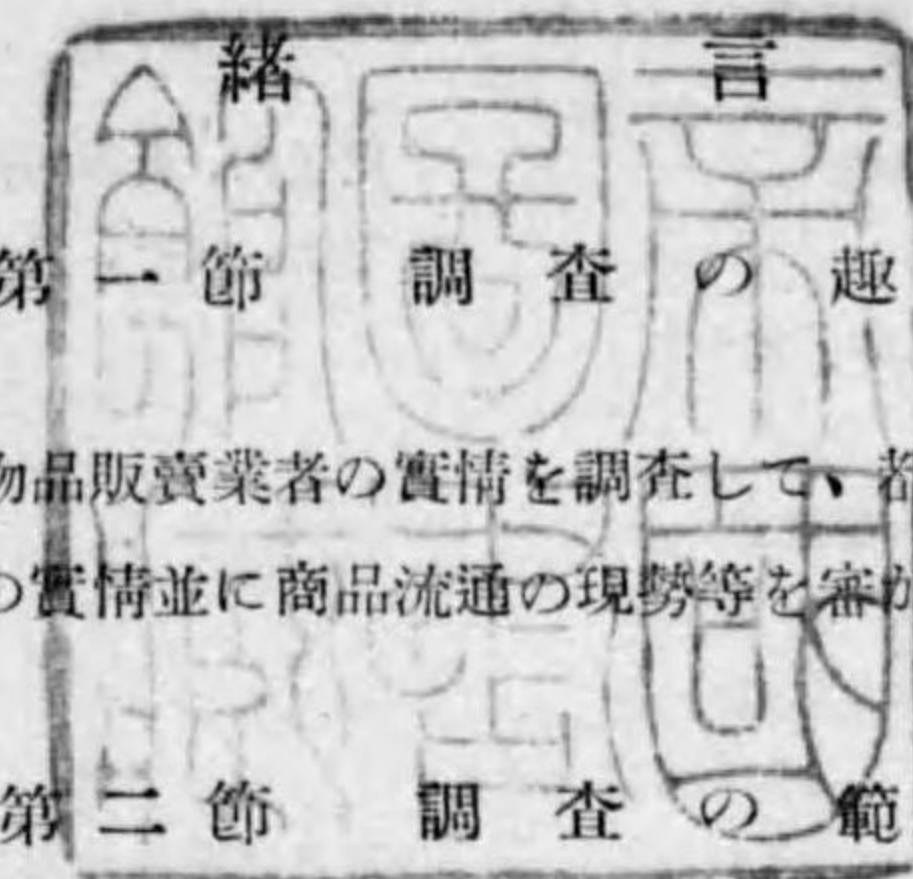 緒言
第一節 調査の趣
物品販賣業者の實情を調査して、都
の實情並に商品流通の現勢等を審か
第二節 調査の範